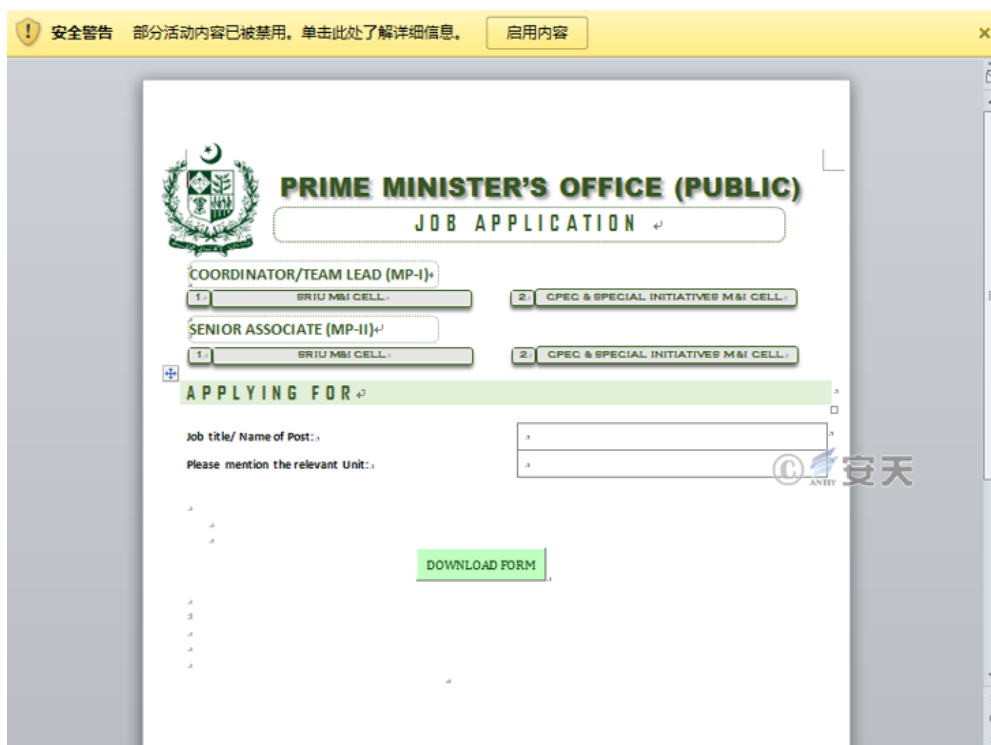 安全警告 部分活动内容已被禁用。单击此处了解详细信息。 启用内容
PRIME MINISTER'S OFFICE (PUBLIC)
JOB APPLICATION
COORDINATOR/TEAM LEAD (MP-I)
1 SRIU M&I CELL 2 CPEC & SPECIAL INITIATIVES M&I CELL
SENIOR ASSOCIATE (MP-II)
1 SRIU M&I CELL 2 CPEC & SPECIAL INITIATIVES M&I CELL
APPLYING FOR
Job title/ Name of Post:
Please mention the relevant Unit:
© ANTIY 安天
DOWNLOAD FORM